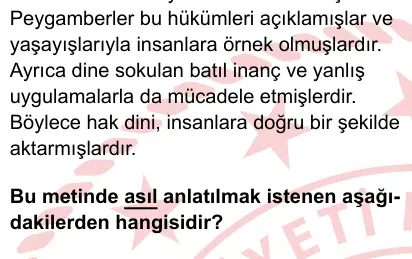 Peygamberler bu hükümleri açıklamışlar ve
yaşayışlarıyla insanlara örnek olmuşlardır.
Ayrıca dine sokulan batıl inanç ve yanlış
uygulamalarla da mücadele etmişlerdir.
Böylece hak dini, insanlara doğru bir şekilde
aktarmışlardır.
Bu metinde asıl anlatılmak istenen aşağı-
dakilerden hangisidir?